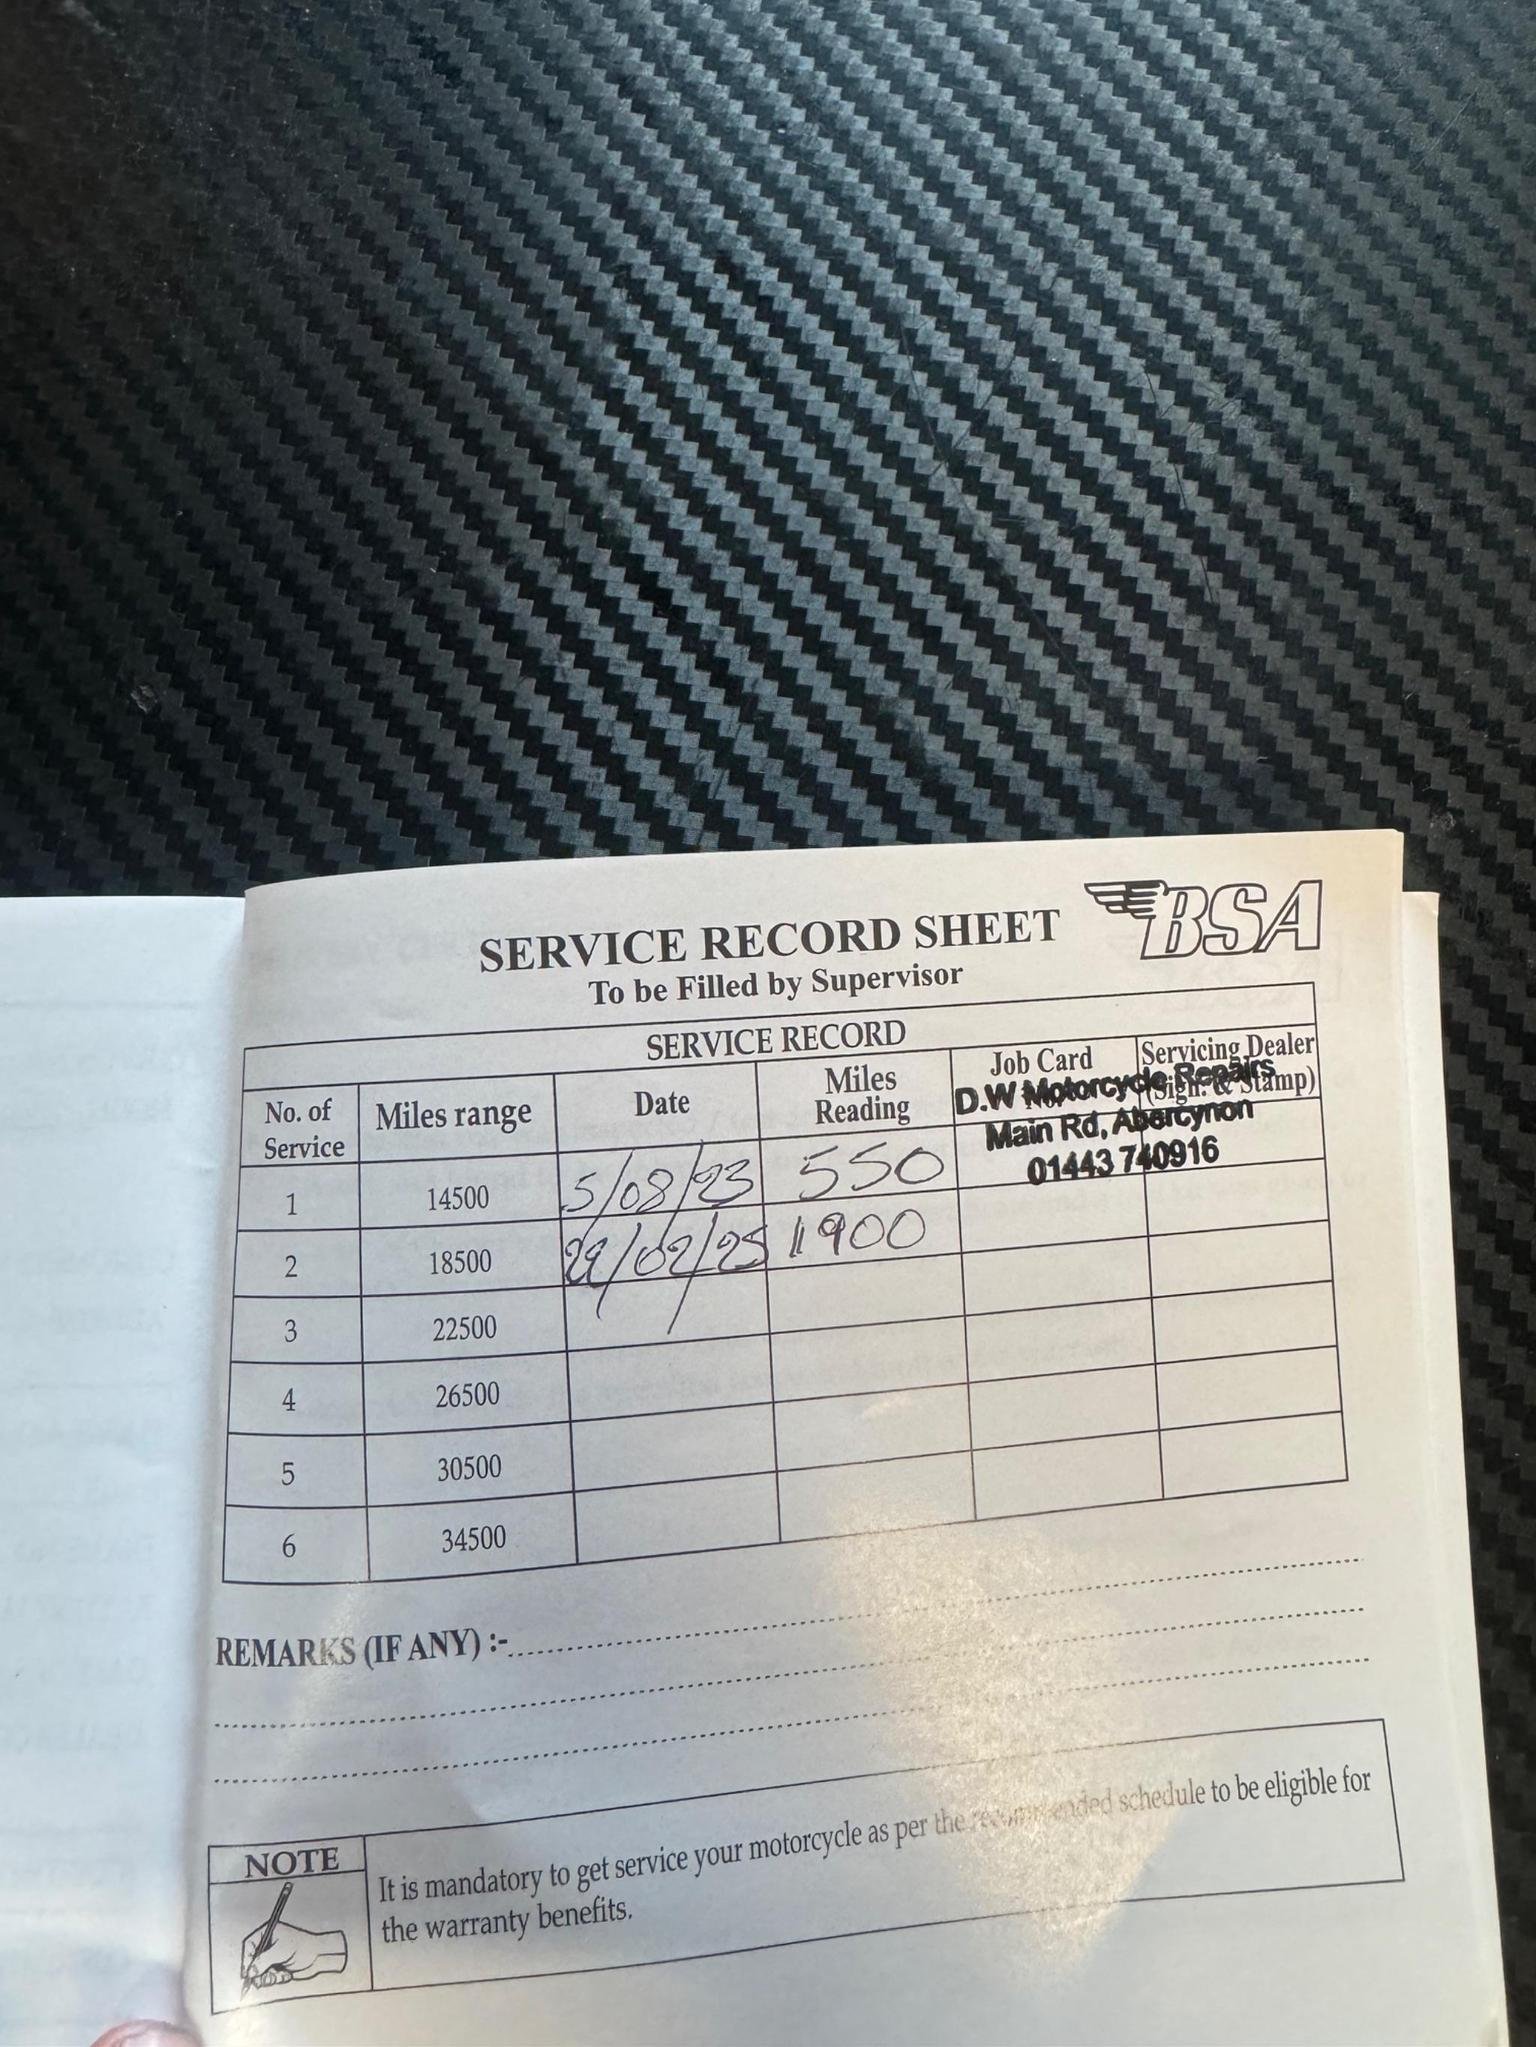 BSA
SERVICE RECORD SHEET
To be Filled by Supervisor
SERVICE RECORD
No. of Service Miles range Date Miles Reading Job Card Servicing Dealer (Sign. & Stamp)
D.W Motorcycle Repairs
Main Rd, Abercynon
01443 740916
1 14500 5/08/23 550
2 18500 /02/25 1900
3 22500
4 26500
5 30500
6 34500
REMARKS (IF ANY) :-
NOTE
It is mandatory to get service your motorcycle as per the recommended schedule to be eligible for
the warranty benefits.